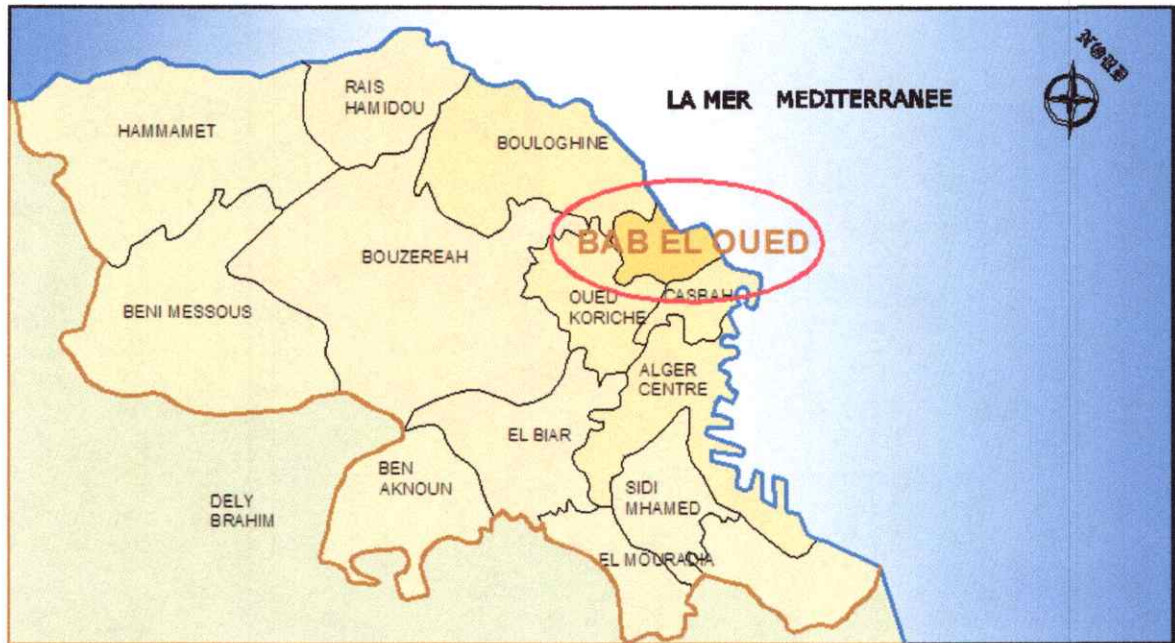 NORD
LA MER MEDITERRANEE
RAIS
HAMIDOU
HAMMAMET
BOULOGHINE
BAB EL OUED
BOUZEREAH
OUED
KORICHE
CASBAH
BENI MESSOUS
ALGER
CENTRE
EL BIAR
BEN
AKNOUN
SIDI
MHAMED
DELY
BRAHIM
EL MOURADIA